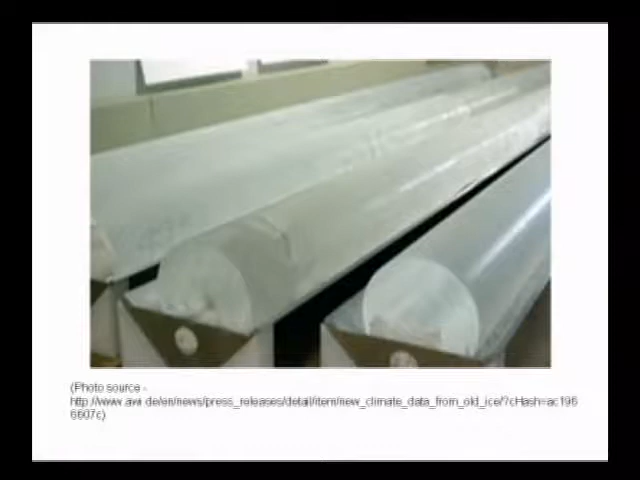 (Photo source -
http://www.awi.de/en/news/press_releases/detail/item/new_climate_data_from_old_ice/?cHash=ac196
6607c)